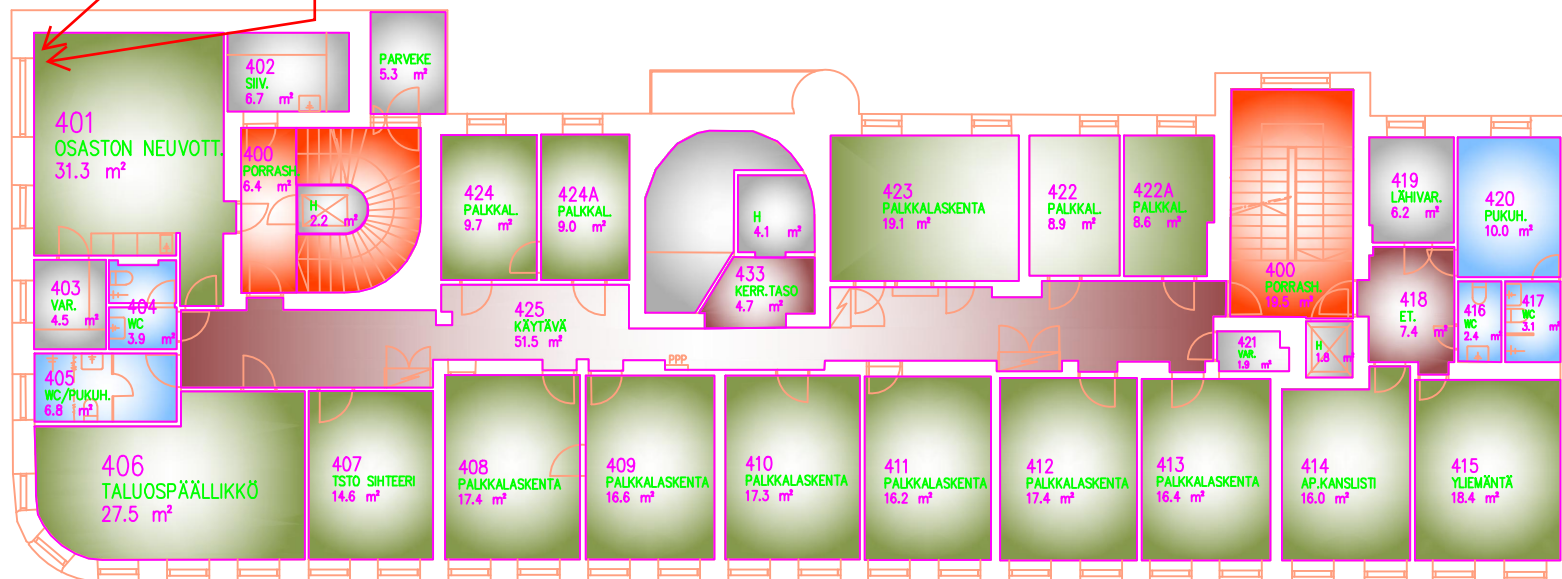 401
OSASTON NEUVOTT.
31.3 m²
402
SIIV.
6.7 m²
PARVEKE
5.3 m²
400
PORRASH.
6.4 m²
H
2.2 m²
403
VAR.
4.5 m²
404
WC
3.9 m²
405
WC/PUKUH.
6.8 m²
406
TALUOSPÄÄLLIKKÖ
27.5 m²
407
TSTO SIHTEERI
14.6 m²
424
PALKKAL.
9.7 m²
424A
PALKKAL.
9.0 m²
425
KÄYTÄVÄ
51.5 m²
H
4.1 m²
433
KERR.TASO
4.7 m²
PPP
423
PALKKALASKENTA
19.1 m²
422
PALKKAL.
8.9 m²
422A
PALKKAL.
8.6 m²
400
PORRASH.
19.5 m²
419
LÄHIVAR.
6.2 m²
420
PUKUH.
10.0 m²
418
ET.
7.4 m²
416
WC
2.4 m²
417
WC
3.1 m²
421
VAR.
1.9 m²
H
1.8 m²
408
PALKKALASKENTA
17.4 m²
409
PALKKALASKENTA
16.6 m²
410
PALKKALASKENTA
17.3 m²
411
PALKKALASKENTA
16.2 m²
412
PALKKALASKENTA
17.4 m²
413
PALKKALASKENTA
16.4 m²
414
AP.KANSLISTI
16.0 m²
415
YLIEMÄNTÄ
18.4 m²